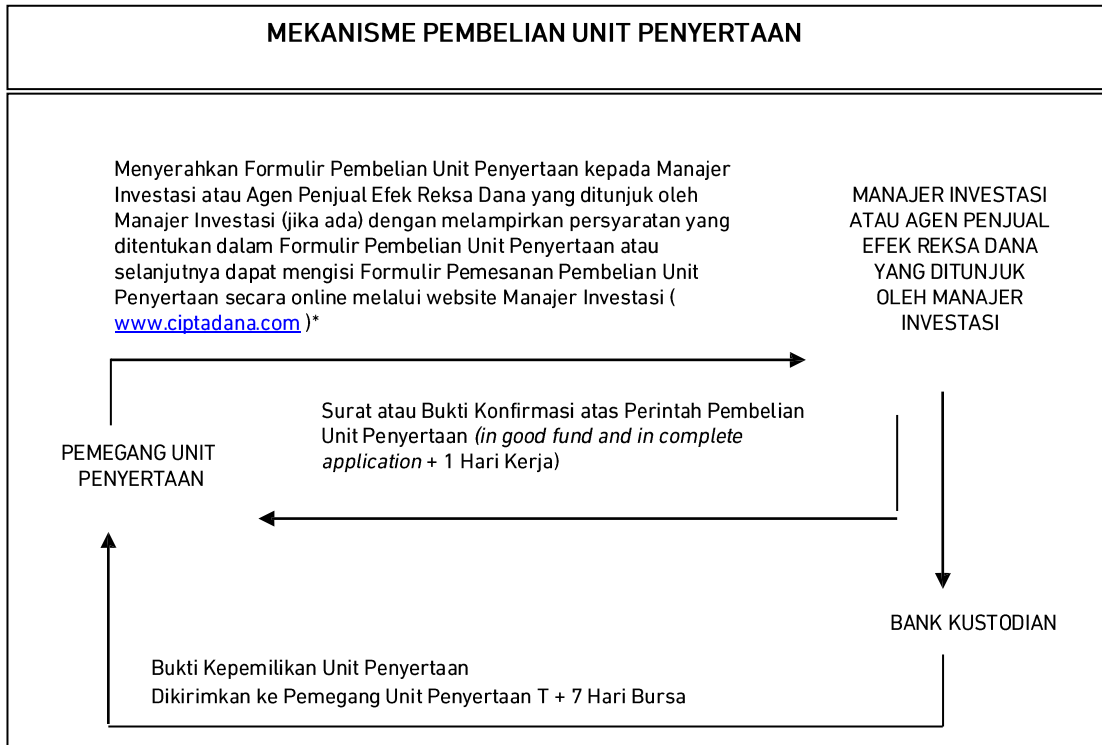 MEKANISME PEMBELIAN UNIT PENYERTAAN
Menyerahkan Formulir Pembelian Unit Penyertaan kepada Manajer
Investasi atau Agen Penjual Efek Reksa Dana yang ditunjuk oleh
Manajer Investasi (jika ada) dengan melampirkan persyaratan yang
ditentukan dalam Formulir Pembelian Unit Penyertaan atau
selanjutnya dapat mengisi Formulir Pemesanan Pembelian Unit
Penyertaan secara online melalui website Manajer Investasi (
www.ciptadana.com )*
MANAJER INVESTASI
ATAU AGEN PENJUAL
EFEK REKSA DANA
YANG DITUNJUK
OLEH MANAJER
INVESTASI
Surat atau Bukti Konfirmasi atas Perintah Pembelian
Unit Penyertaan (in good fund and in complete
application + 1 Hari Kerja)
PEMEGANG UNIT
PENYERTAAN
BANK KUSTODIAN
Bukti Kepemilikan Unit Penyertaan
Dikirimkan ke Pemegang Unit Penyertaan T + 7 Hari Bursa